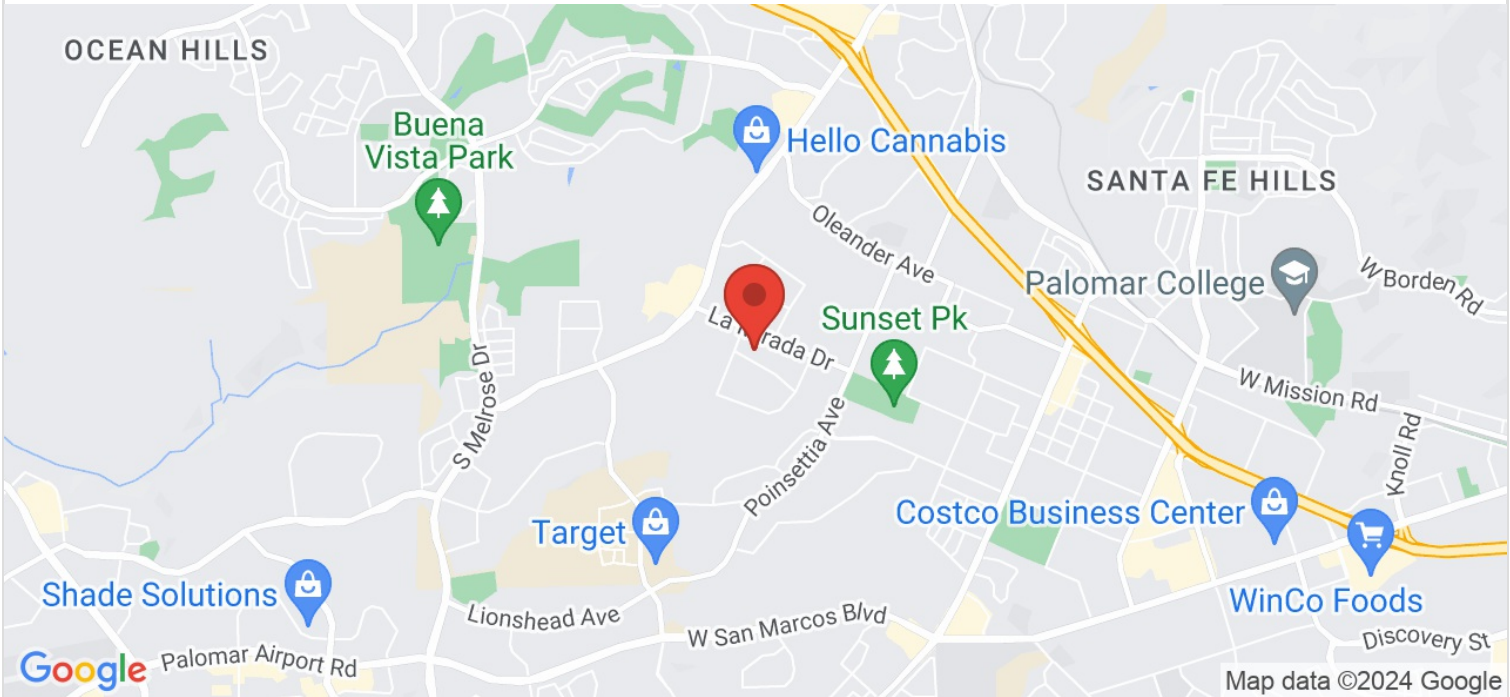 OCEAN HILLS
Buena
Vista Park
Hello Cannabis
SANTA FE HILLS
Oleander Ave
Palomar College
W Borden Rd
La
Dr
Sunset Pk
S Melrose Dr
W Mission Rd
Knoll Rd
Poinsettia Ave
Costco Business Center
Target
Shade Solutions
WinCo Foods
Lionshead Ave
W San Marcos Blvd
Discovery St
Google
Palomar Airport Rd
Map data ©2024 Google